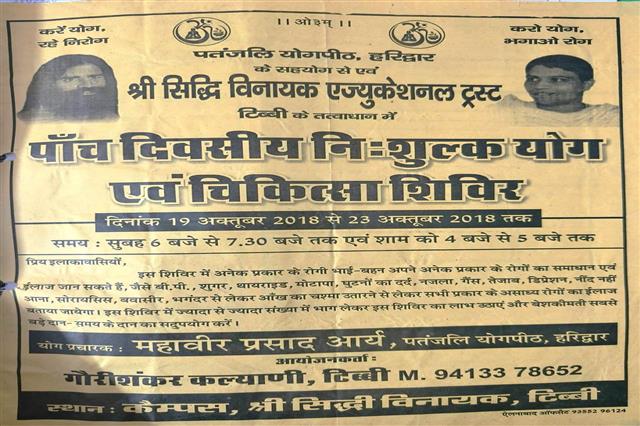 ।। ओ३म् ।।
करें योग,
रहे निरोग
करो योग,
भगाओ रोग
पतंजलि योगपीठ, हरिद्वार
के सहयोग से एवं
श्री सिद्धि विनायक एज्युकेशनल ट्रस्ट
टिब्बी के तत्वाधान में
पाँच दिवसीय निःशुल्क योग
एवं चिकित्सा शिविर
दिनांक 19 अक्तूबर 2018 से 23 अक्तूबर 2018 तक
समय : सुबह 6 बजे से 7.30 बजे तक एवं शाम को 4 बजे से 5 बजे तक
प्रिय इलाकावासियों,
इस शिविर में अनेक प्रकार के रोगी भाई-बहन अपने अनेक प्रकार के रोगों का समाधान एवं
ईलाज जान सकते हैं, जैसे बी.पी., शुगर, थायराइड, मोटापा, घुटनों का दर्द, नजला, गैंस, तेजाब, डिप्रेशन, नींद नहीं
आना, सोरायसिस, बवासीर, भगंदर से लेकर आँख का चश्मा उतारने से लेकर सभी प्रकार के असाध्य रोगों का ईलाज
बताया जायेगा। इस शिविर में ज्यादा से ज्यादा संख्या में भाग लेकर इस शिविर का लाभ उठाएं और बेशकीमती सबसे
बड़े दान- समय के दान का सदुपयोग करें।
योग प्रचारक : महावीर प्रसाद आर्य, पतंजलि योगपीठ, हरिद्वार
आयोजनकर्ता :
गौरीशंकर कल्याणी, टिब्बी M. 94133 78652
स्थान : कैम्पस, श्री सिद्धी विनायक, टिब्बी
ऐलनाबाद ऑफसैट 93552 96124